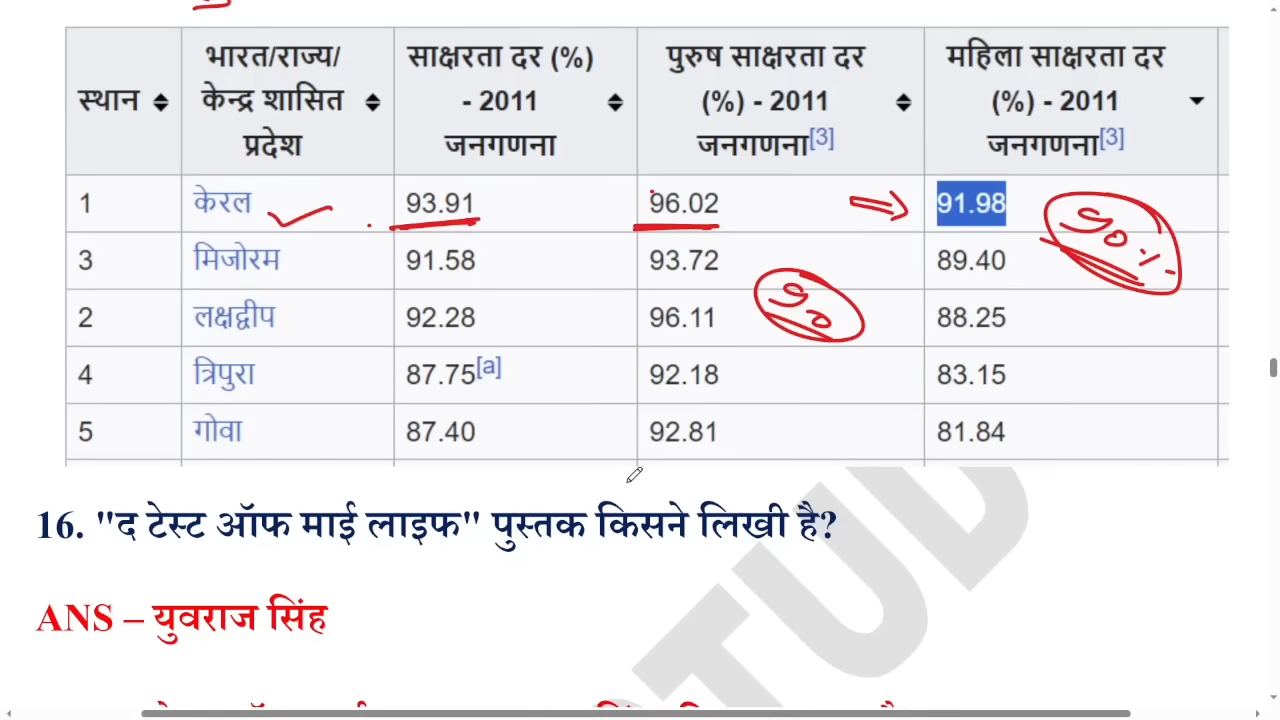 स्थान
भारत/राज्य/
केन्द्र शासित
प्रदेश
साक्षरता दर (%)
- 2011
जनगणना
पुरुष साक्षरता दर
(%) - 2011
जनगणना[3]
महिला साक्षरता दर
(%) - 2011
जनगणना[3]
1 केरल 93.91 96.02 91.98
90%
3 मिजोरम 91.58 93.72 89.40
90
2 लक्षद्वीप 92.28 96.11 88.25
4 त्रिपुरा 87.75[a] 92.18 83.15
5 गोवा 87.40 92.81 81.84
16. "द टेस्ट ऑफ माई लाइफ" पुस्तक किसने लिखी है?
ANS – युवराज सिंह